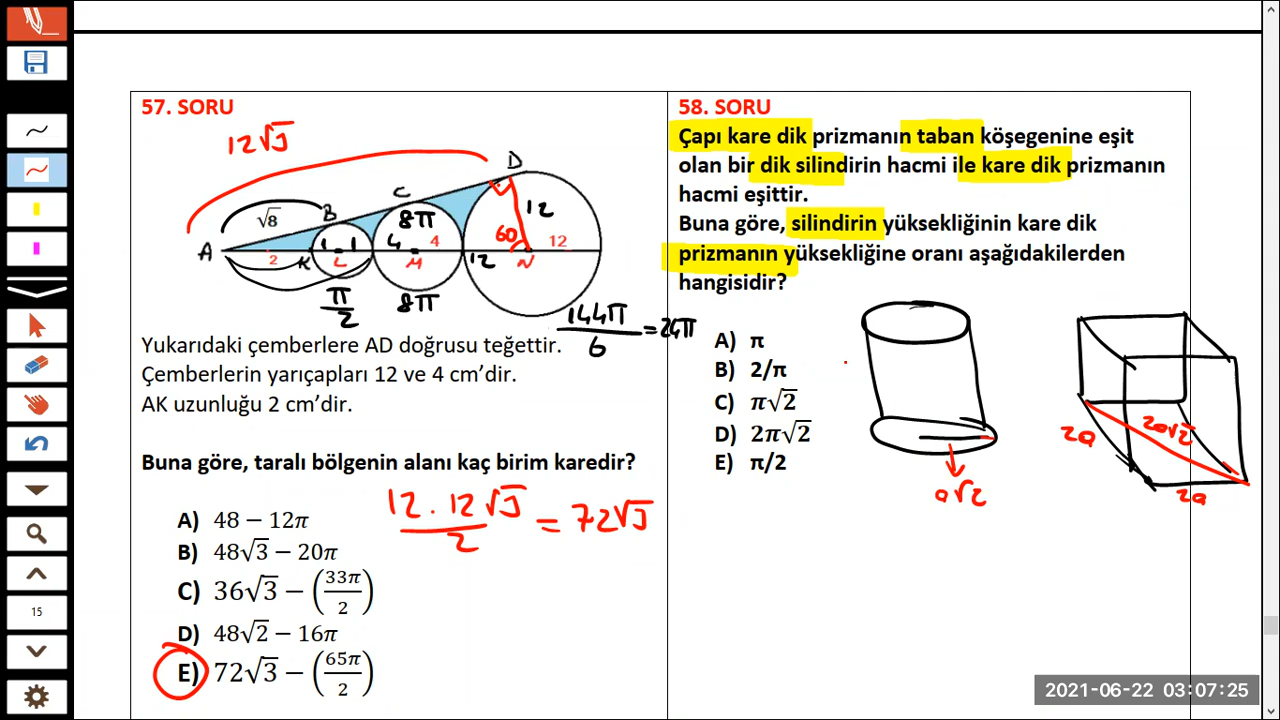 57. SORU
12√3
D
C
B
√8
8π
12
A
2
K
1
1
L
4
4
M
60
12
12
N
π/2
8π
144π/6 = 24π
Yukarıdaki çemberlere AD doğrusu teğettir.
Çemberlerin yarıçapları 12 ve 4 cm’dir.
AK uzunluğu 2 cm’dir.
Buna göre, taralı bölgenin alanı kaç birim karedir?
12 . 12√3 / 2 = 72√3
A) 48 − 12π
B) 48√3 − 20π
C) 36√3 − (33π/2)
D) 48√2 − 16π
E) 72√3 − (65π/2)
58. SORU
Çapı kare dik prizmanın taban köşegenine eşit
olan bir dik silindirin hacmi ile kare dik prizmanın
hacmi eşittir.
Buna göre, silindirin yüksekliğinin kare dik
prizmanın yüksekliğine oranı aşağıdakilerden
hangisidir?
A) π
B) 2/π
C) π√2
D) 2π√2
E) π/2
a√2
2a
2a√2
2a
15
2021-06-22 03:07:25